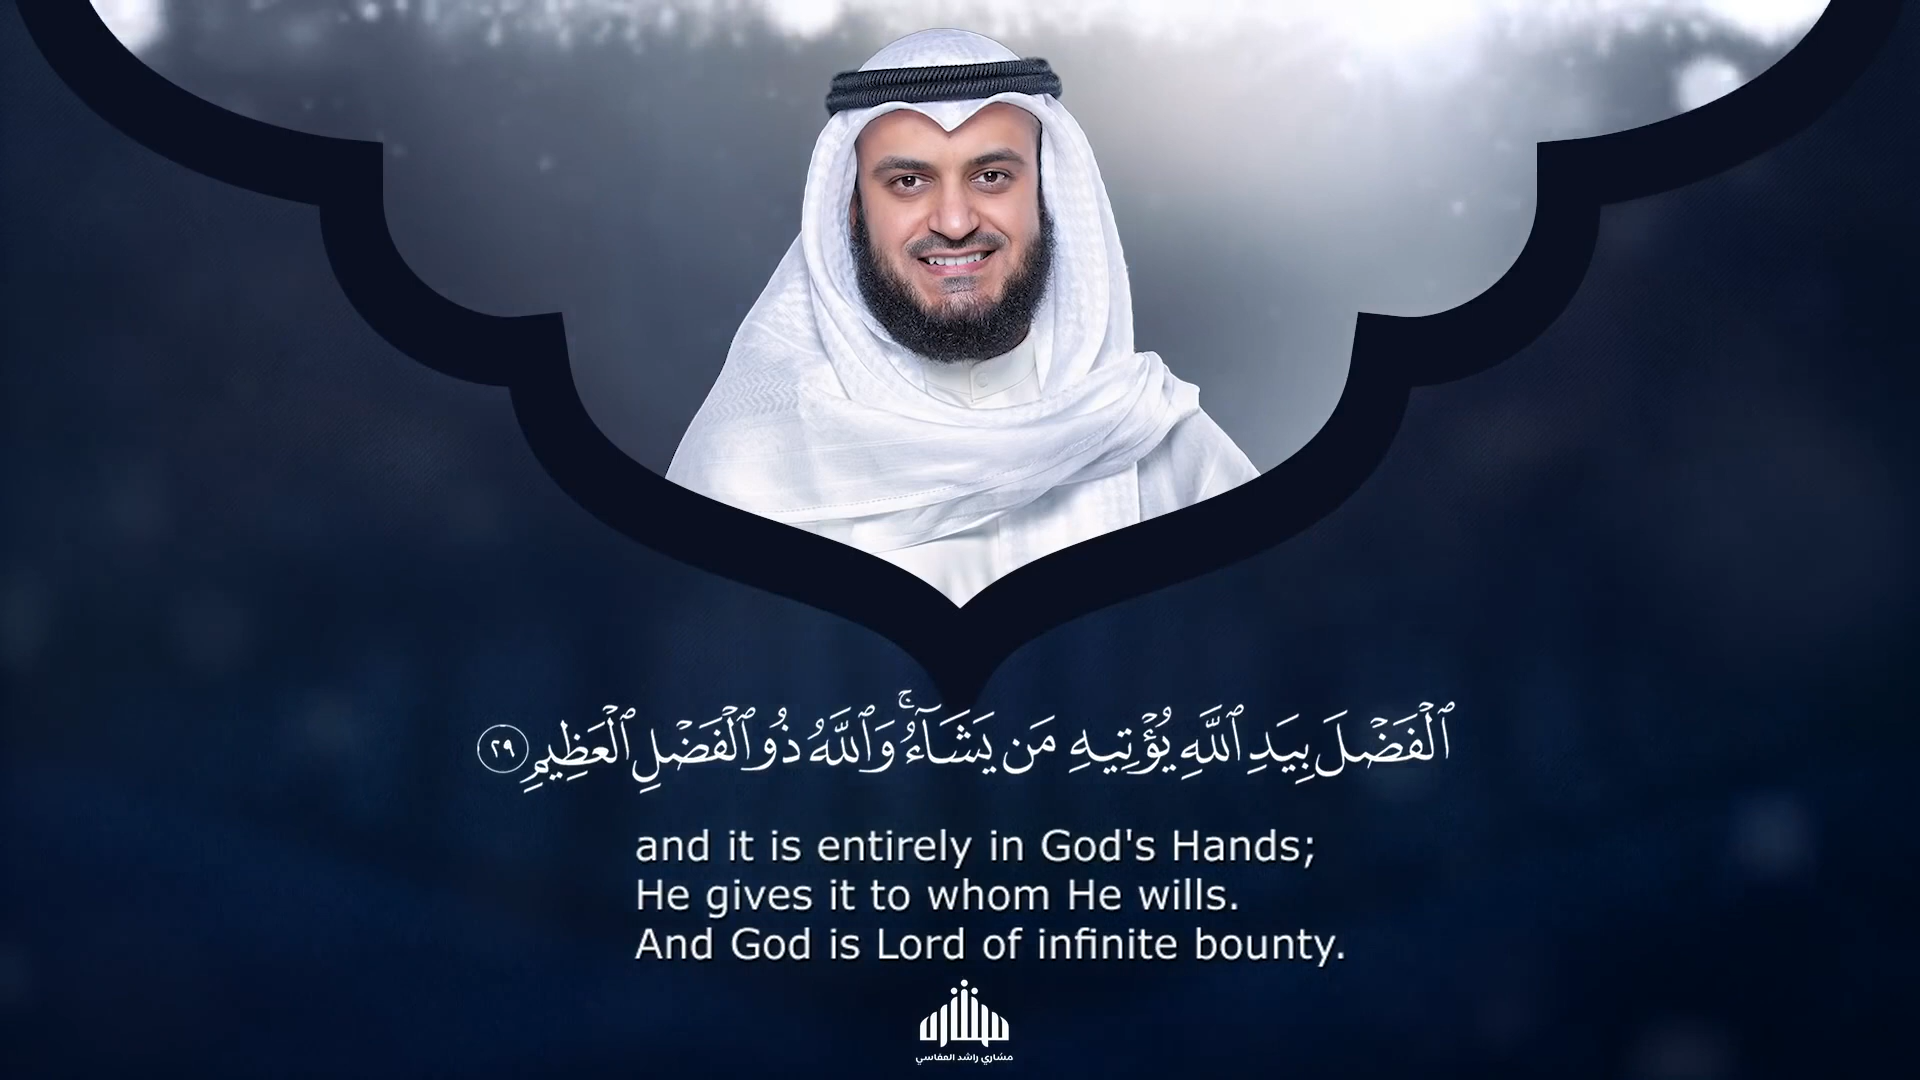 ٱلْفَضْلَ بِيَدِ ٱللَّهِ يُؤْتِيهِ مَن يَشَآءُ ۚ وَٱللَّهُ ذُو ٱلْفَضْلِ ٱلْعَظِيمِ ٢٩
and it is entirely in God's Hands;
He gives it to whom He wills.
And God is Lord of infinite bounty.
مشاري
مشاري راشد العفاسي